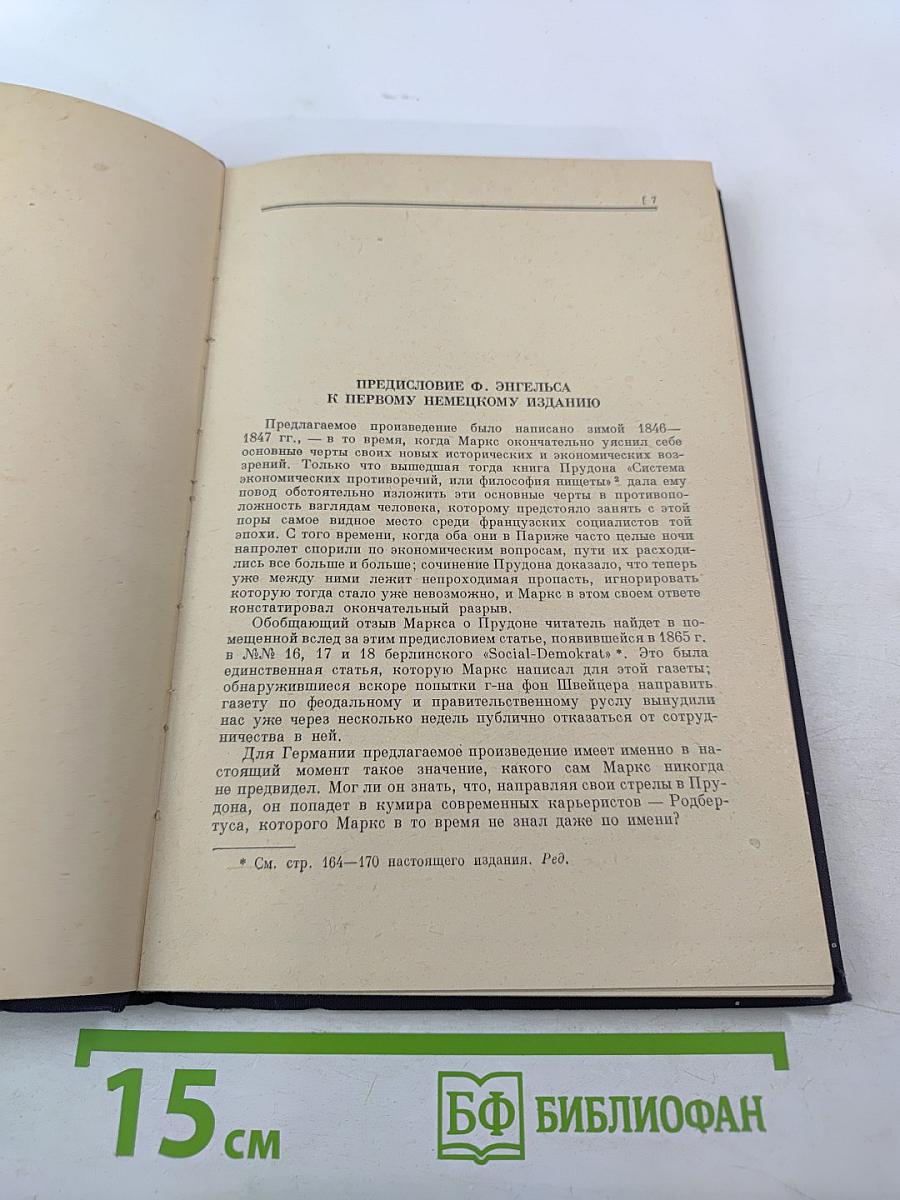 [ 7
ПРЕДИСЛОВИЕ Ф. ЭНГЕЛЬСА
К ПЕРВОМУ НЕМЕЦКОМУ ИЗДАНИЮ
Предлагаемое произведение было написано зимой 1846—
1847 гг., — в то время, когда Маркс окончательно уяснил себе
основные черты своих новых исторических и экономических воз-
зрений. Только что вышедшая тогда книга Прудона «Система
экономических противоречий, или философия нищеты»² дала ему
повод обстоятельно изложить эти основные черты в противопо-
ложность взглядам человека, которому предстояло занять с этой
поры самое видное место среди французских социалистов той
эпохи. С того времени, когда оба они в Париже часто целые ночи
напролет спорили по экономическим вопросам, пути их расходи-
лись все больше и больше; сочинение Прудона доказало, что теперь
уже между ними лежит непроходимая пропасть, игнорировать
которую тогда стало уже невозможно, и Маркс в этом своем ответе
констатировал окончательный разрыв.
Обобщающий отзыв Маркса о Прудоне читатель найдет в по-
мещенной вслед за этим предисловием статье, появившейся в 1865 г.
в №№ 16, 17 и 18 берлинского «Social-Demokrat» *. Это была
единственная статья, которую Маркс написал для этой газеты;
обнаружившиеся вскоре попытки г-на фон Швейцера направить
газету по феодальному и правительственному руслу вынудили
нас уже через несколько недель публично отказаться от сотруд-
ничества в ней.
Для Германии предлагаемое произведение имеет именно в на-
стоящий момент такое значение, какого сам Маркс никогда
не предвидел. Мог ли он знать, что, направляя свои стрелы в Пру-
дона, он попадет в кумира современных карьеристов — Родбер-
туса, которого Маркс в то время не знал даже по имени?
* См. стр. 164—170 настоящего издания. Ред.
15 см
БФ БИБЛИОФАН